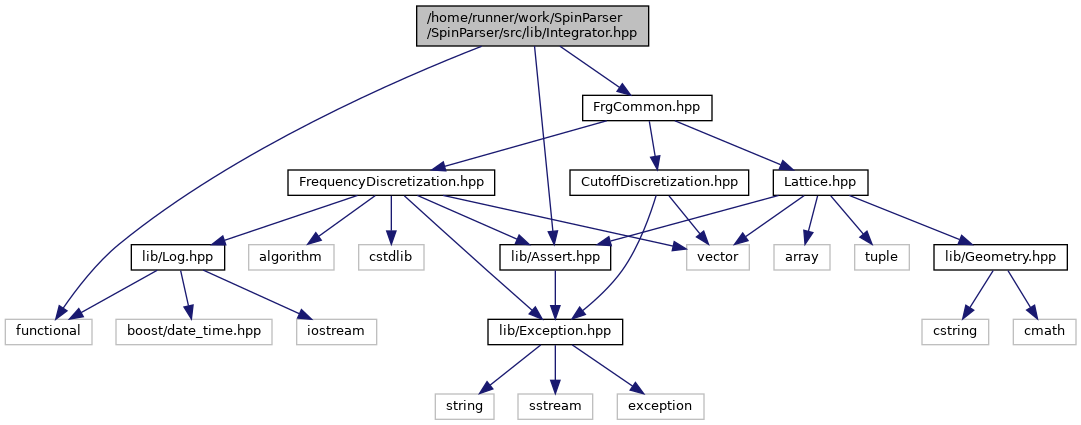 /home/runner/work/SpinParser
/SpinParser/src/lib/Integrator.hpp
FrgCommon.hpp
FrequencyDiscretization.hpp
CutoffDiscretization.hpp
Lattice.hpp
lib/Log.hpp
algorithm
cstdlib
lib/Assert.hpp
vector
array
tuple
lib/Geometry.hpp
functional
boost/date_time.hpp
iostream
lib/Exception.hpp
cstring
cmath
string
sstream
exception